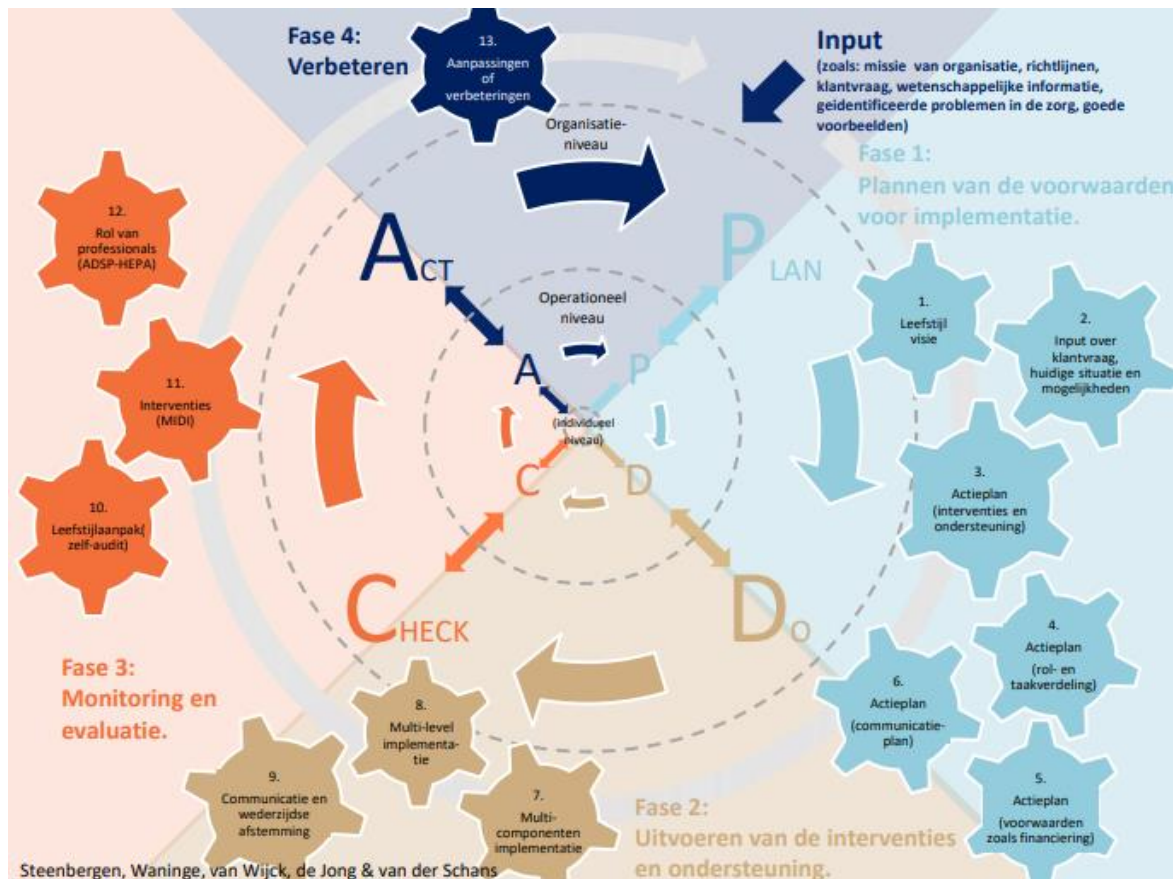 Fase 4:
Verbeteren
13.
Aanpassingen
of
verbeteringen
Input
(zoals: missie van organisatie, richtlijnen,
klantvraag, wetenschappelijke informatie,
geidentificeerde problemen in de zorg, goede
voorbeelden)
Organisatie-
niveau
Fase 1:
Plannen van de voorwaarden
voor implementatie.
12.
Rol van
professionals
(ADSP-HEPA)
ACT
PLAN
Operationeel
niveau
1.
Leefstijl
visie
2.
Input over
klantvraag,
huidige situatie en
mogelijkheden
11.
Interventies
(MIDI)
A
P
(individueel
niveau)
C
D
3.
Actieplan
(interventies en
ondersteuning)
10.
Leefstijlaanpak(
zelf-audit)
CHECK
DO
4.
Actieplan
(rol- en
taakverdeling)
Fase 3:
Monitoring en
evaluatie.
6.
Actieplan
(communicatie-
plan)
8.
Multi-level
implementa-
tie
9.
Communicatie en
wederzijdse
afstemming
7.
Multi-
componenten
implementatie
5.
Actieplan
(voorwaarden
zoals financiering)
Fase 2:
Uitvoeren van de interventies
en ondersteuning.
Steenbergen, Waninge, van Wijck, de Jong & van der Schans